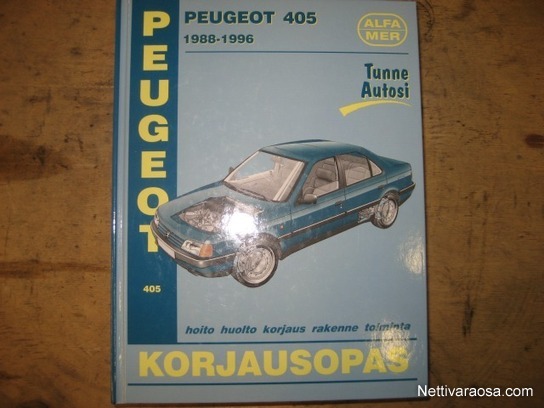 PEUGEOT
PEUGEOT 405
1988-1996
ALFA
MER
Tunne
Autosi
405
hoito huolto korjaus rakenne toiminta
KORJAUSOPAS
Nettivaraosa.com